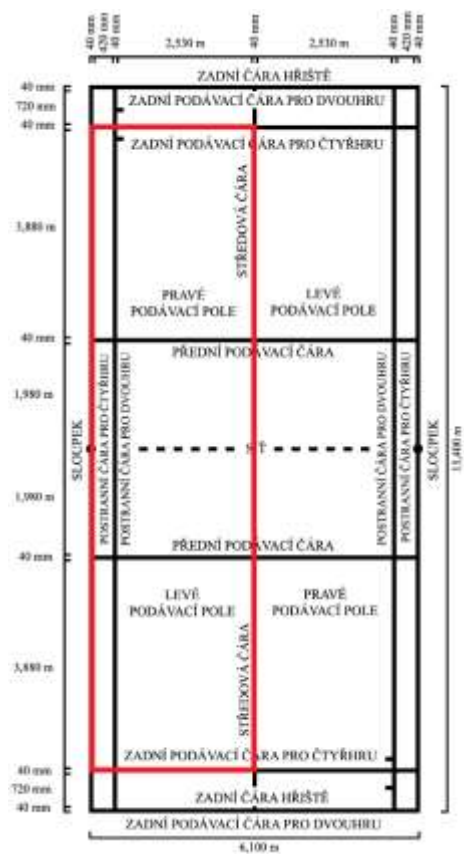 40 mm
420 mm
40 mm
2,530 m
40 mm
2,530 m
40 mm
420 mm
40 mm
ZADNÍ ČÁRA HŘIŠTĚ
40 mm
ZADNÍ PODÁVACÍ ČÁRA PRO DVOUHRU
720 mm
40 mm
ZADNÍ PODÁVACÍ ČÁRA PRO ČTYŘHRU
STŘEDOVÁ ČÁRA
3,880 m
PRAVÉ
PODÁVACÍ POLE
LEVÉ
PODÁVACÍ POLE
40 mm
PŘEDNÍ PODÁVACÍ ČÁRA
1,980 m
SLOUPEK
POSTRANNÍ ČÁRA PRO ČTYŘHRU
POSTRANNÍ ČÁRA PRO DVOUHRU
SÍŤ
POSTRANNÍ ČÁRA PRO DVOUHRU
POSTRANNÍ ČÁRA PRO ČTYŘHRU
SLOUPEK
13,400 m
1,980 m
PŘEDNÍ PODÁVACÍ ČÁRA
40 mm
LEVÉ
PODÁVACÍ POLE
PRAVÉ
PODÁVACÍ POLE
3,880 m
STŘEDOVÁ ČÁRA
ZADNÍ PODÁVACÍ ČÁRA PRO ČTYŘHRU
40 mm
720 mm
ZADNÍ ČÁRA HŘIŠTĚ
40 mm
ZADNÍ PODÁVACÍ ČÁRA PRO DVOUHRU
6,100 m